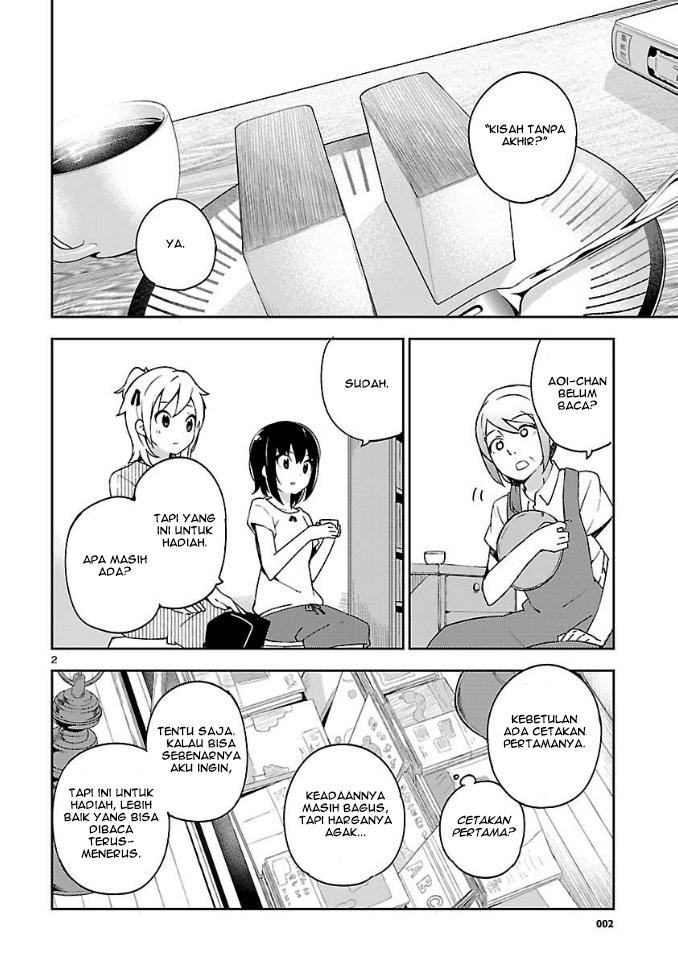 "KISAH TANPA
AKHIR?"
YA.
AOI-CHAN
BELUM
BACA?
SUDAH.
TAPI YANG
INI UNTUK
HADIAH.
APA MASIH
ADA?
2
KEBETULAN
ADA CETAKAN
PERTAMANYA.
CETAKAN
PERTAMA?
KEADAANNYA
MASIH BAGUS,
TAPI HARGANYA
AGAK...
TENTU SAJA.
KALAU BISA
SEBENARNYA
AKU INGIN,
TAPI INI UNTUK
HADIAH, LEBIH
BAIK YANG BISA
DIBACA
TERUS-
MENERUS.
ABC
002